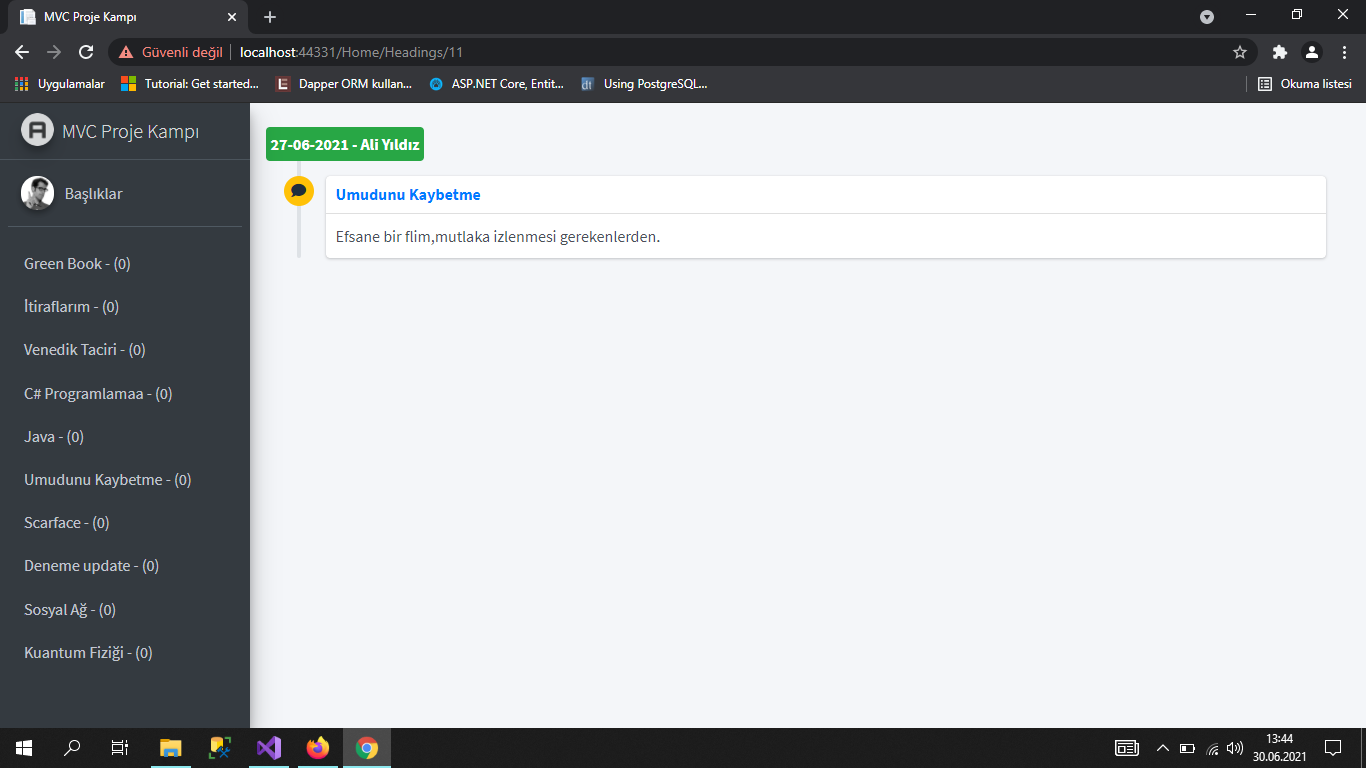 MVC Proje Kampı
Güvenli değil
localhost:44331/Home/Headings/11
Uygulamalar
Tutorial: Get started...
Dapper ORM kullan...
ASP.NET Core, Entit...
Using PostgreSQL...
Okuma listesi
MVC Proje Kampı
Başlıklar
Green Book - (0)
İtiraflarım - (0)
Venedik Taciri - (0)
C# Programlamaa - (0)
Java - (0)
Umudunu Kaybetme - (0)
Scarface - (0)
Deneme update - (0)
Sosyal Ağ - (0)
Kuantum Fiziği - (0)
27-06-2021 - Ali Yıldız
Umudunu Kaybetme
Efsane bir flim,mutlaka izlenmesi gerekenlerden.
13:44
30.06.2021